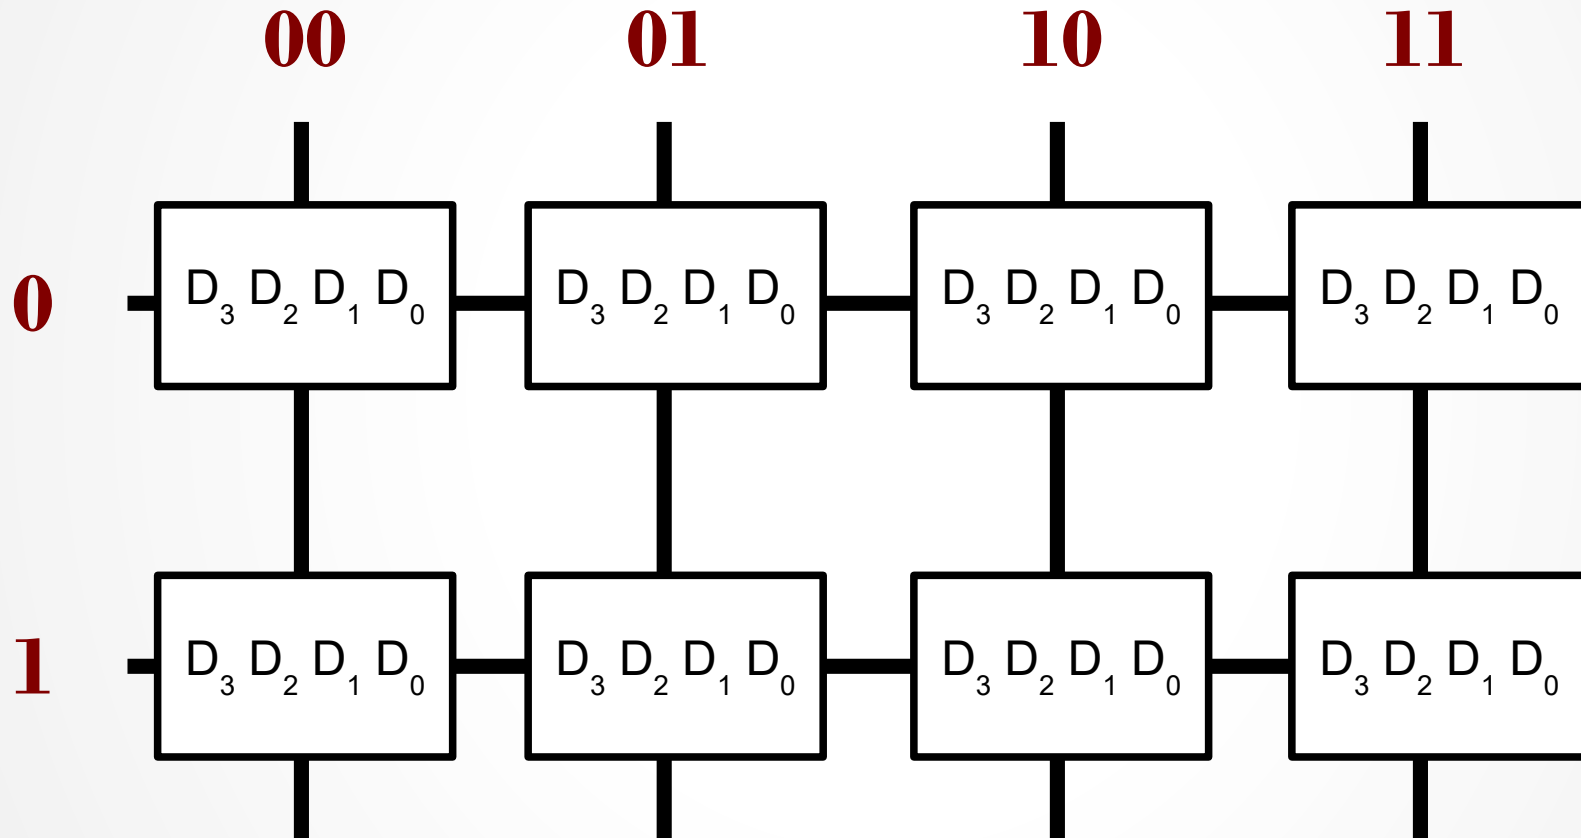 00 01 10 11
0 D₃ D₂ D₁ D₀ D₃ D₂ D₁ D₀ D₃ D₂ D₁ D₀ D₃ D₂ D₁ D₀
1 D₃ D₂ D₁ D₀ D₃ D₂ D₁ D₀ D₃ D₂ D₁ D₀ D₃ D₂ D₁ D₀